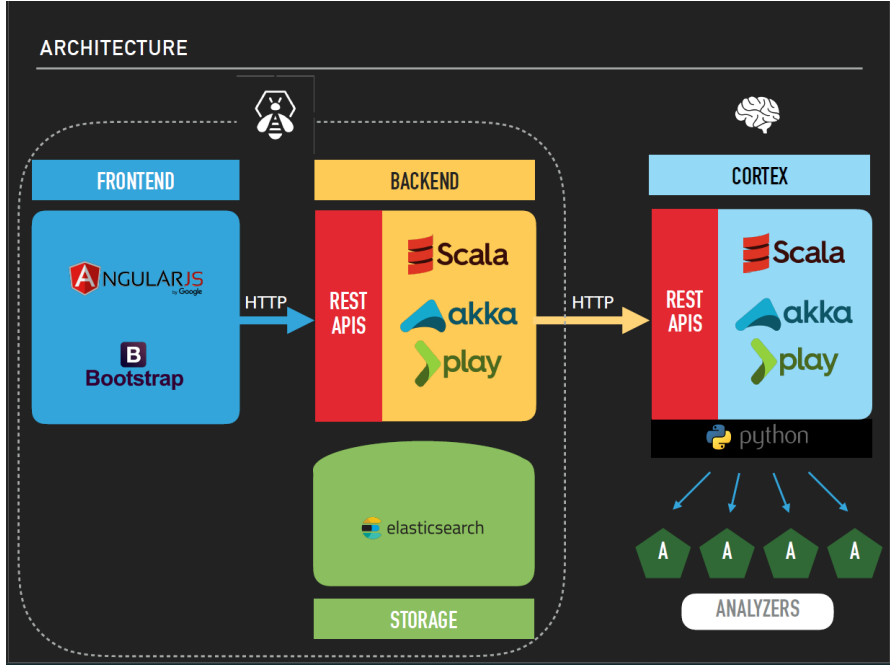 ARCHITECTURE
FRONTEND
BACKEND
CORTEX
ANGULARJS
by Google
B
Bootstrap
HTTP
REST
APIS
Scala
akka
play
HTTP
REST
APIS
Scala
akka
play
python
elasticsearch
STORAGE
A
A
A
A
ANALYZERS